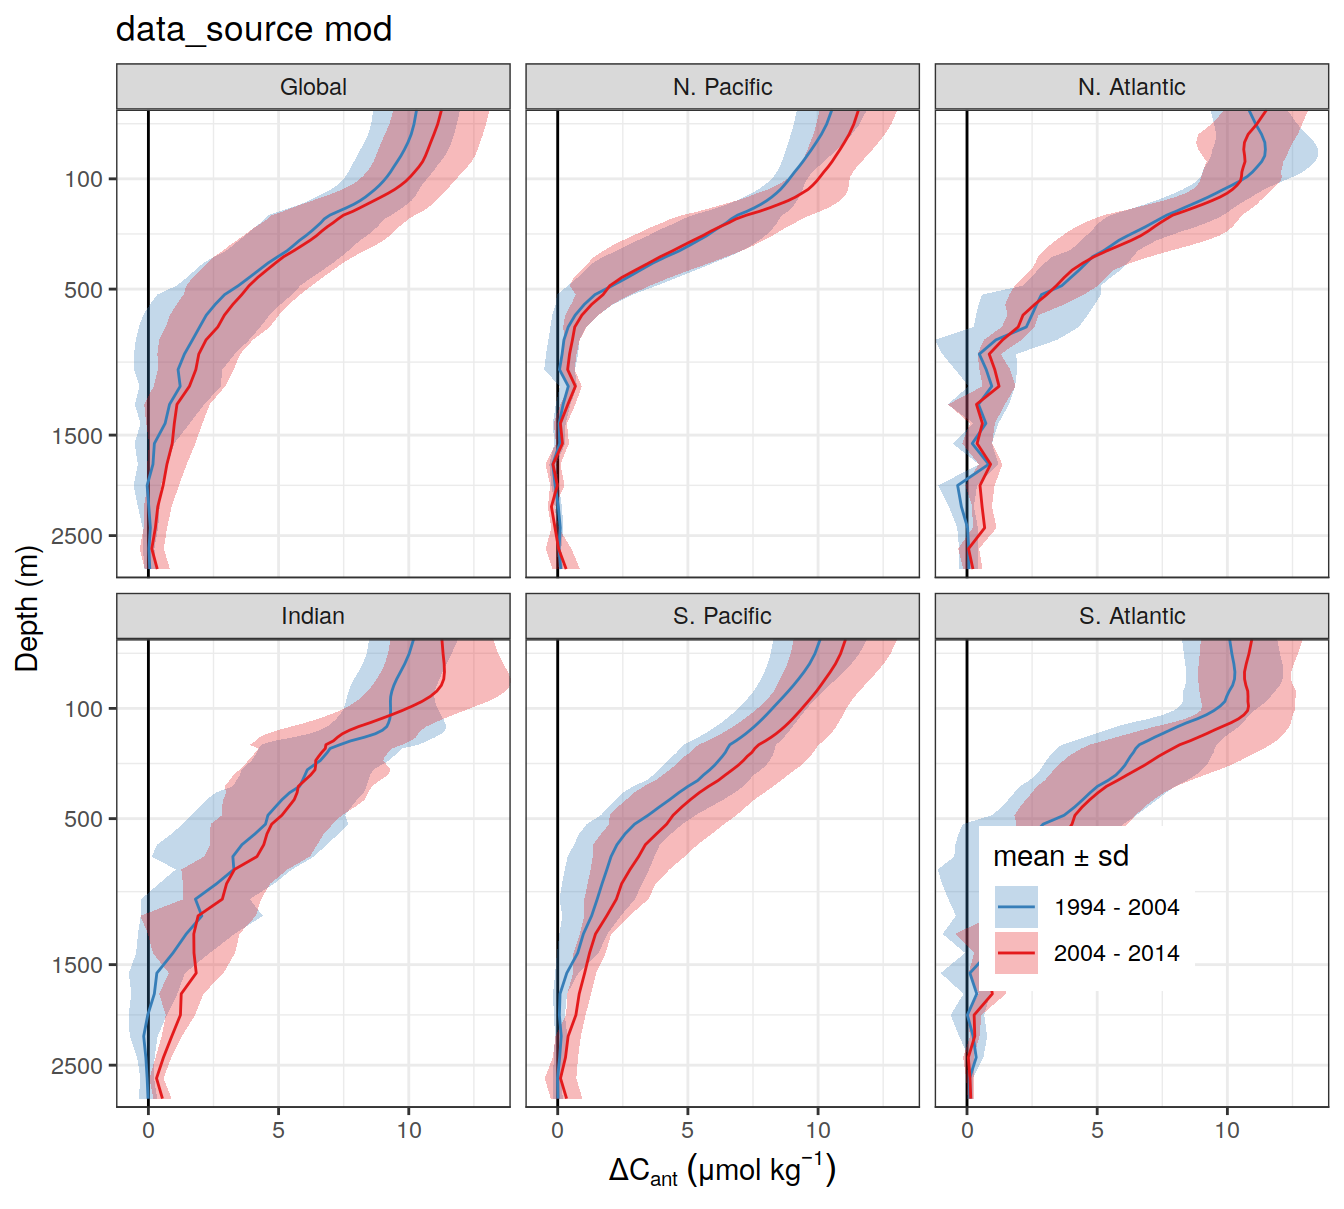 data_source mod
Global
N. Pacific
N. Atlantic
100
500
1500
2500
Depth (m)
Indian
S. Pacific
S. Atlantic
100
500
1500
2500
mean ± sd
1994 - 2004
2004 - 2014
0 5 10 0 5 10 0 5 10
ΔCant (μmol kg−1)